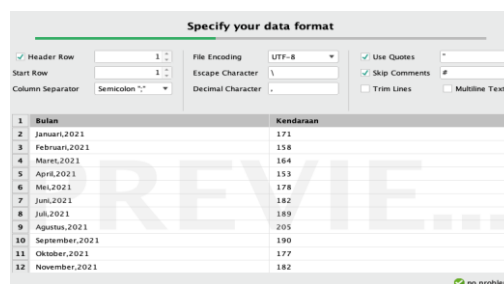 Specify your data format
Header Row 1 File Encoding UTF-8 Use Quotes "
Start Row 1 Escape Character \ Skip Comments #
Column Separator Semicolon ";" Decimal Character . Trim Lines Multiline Text
1 Bulan Kendaraan
2 Januari,2021 171
3 Februari,2021 158
4 Maret,2021 164
5 April,2021 153
6 Mei,2021 178
7 Juni,2021 182
8 Juli,2021 189
9 Agustus,2021 205
10 September,2021 190
11 Oktober,2021 177
12 November,2021 182
PREVIE...
no proble